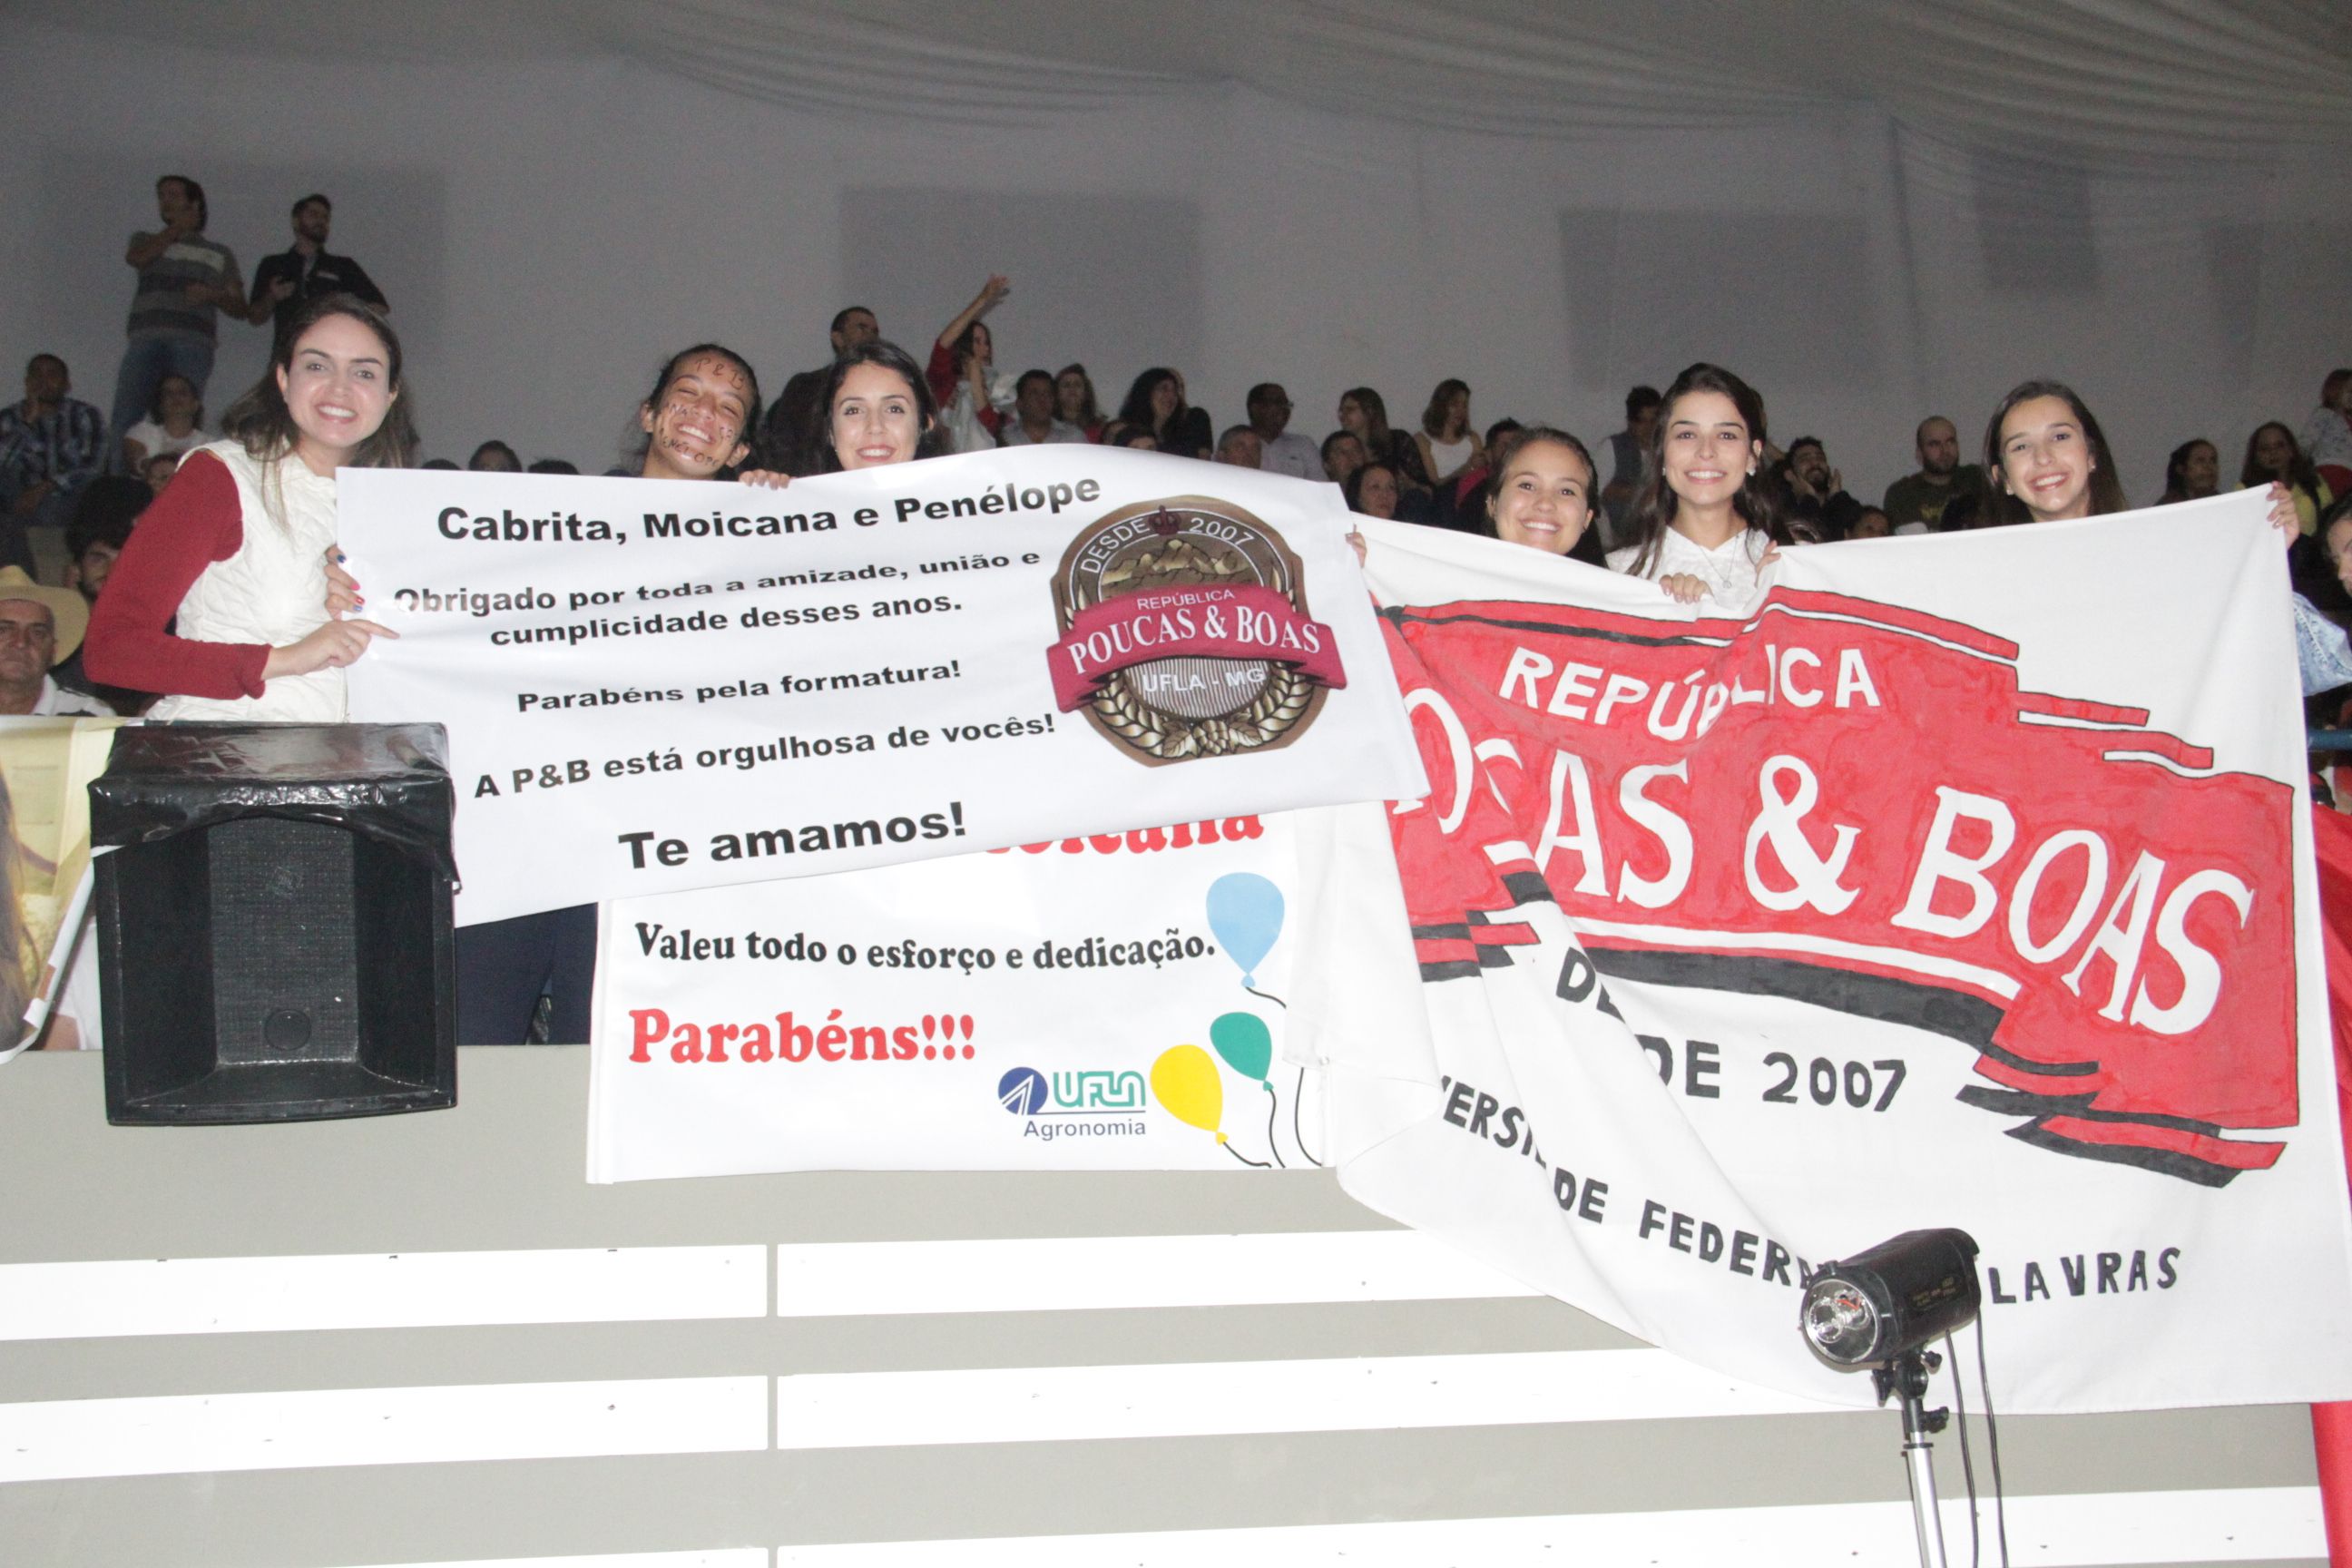 Cabrita, Moicana e Penélope
Obrigado por toda a amizade, união e
cumplicidade desses anos.
Parabéns pela formatura!
A P&B está orgulhosa de vocês!
Te amamos!
DESDE 2007
REPÚBLICA
POUCAS & BOAS
UFLA - MG
Valeu todo o esforço e dedicação.
Parabéns!!!
UFLA
Agronomia
REPÚBLICA
& BOAS
2007
FEDERAL
LAVRAS